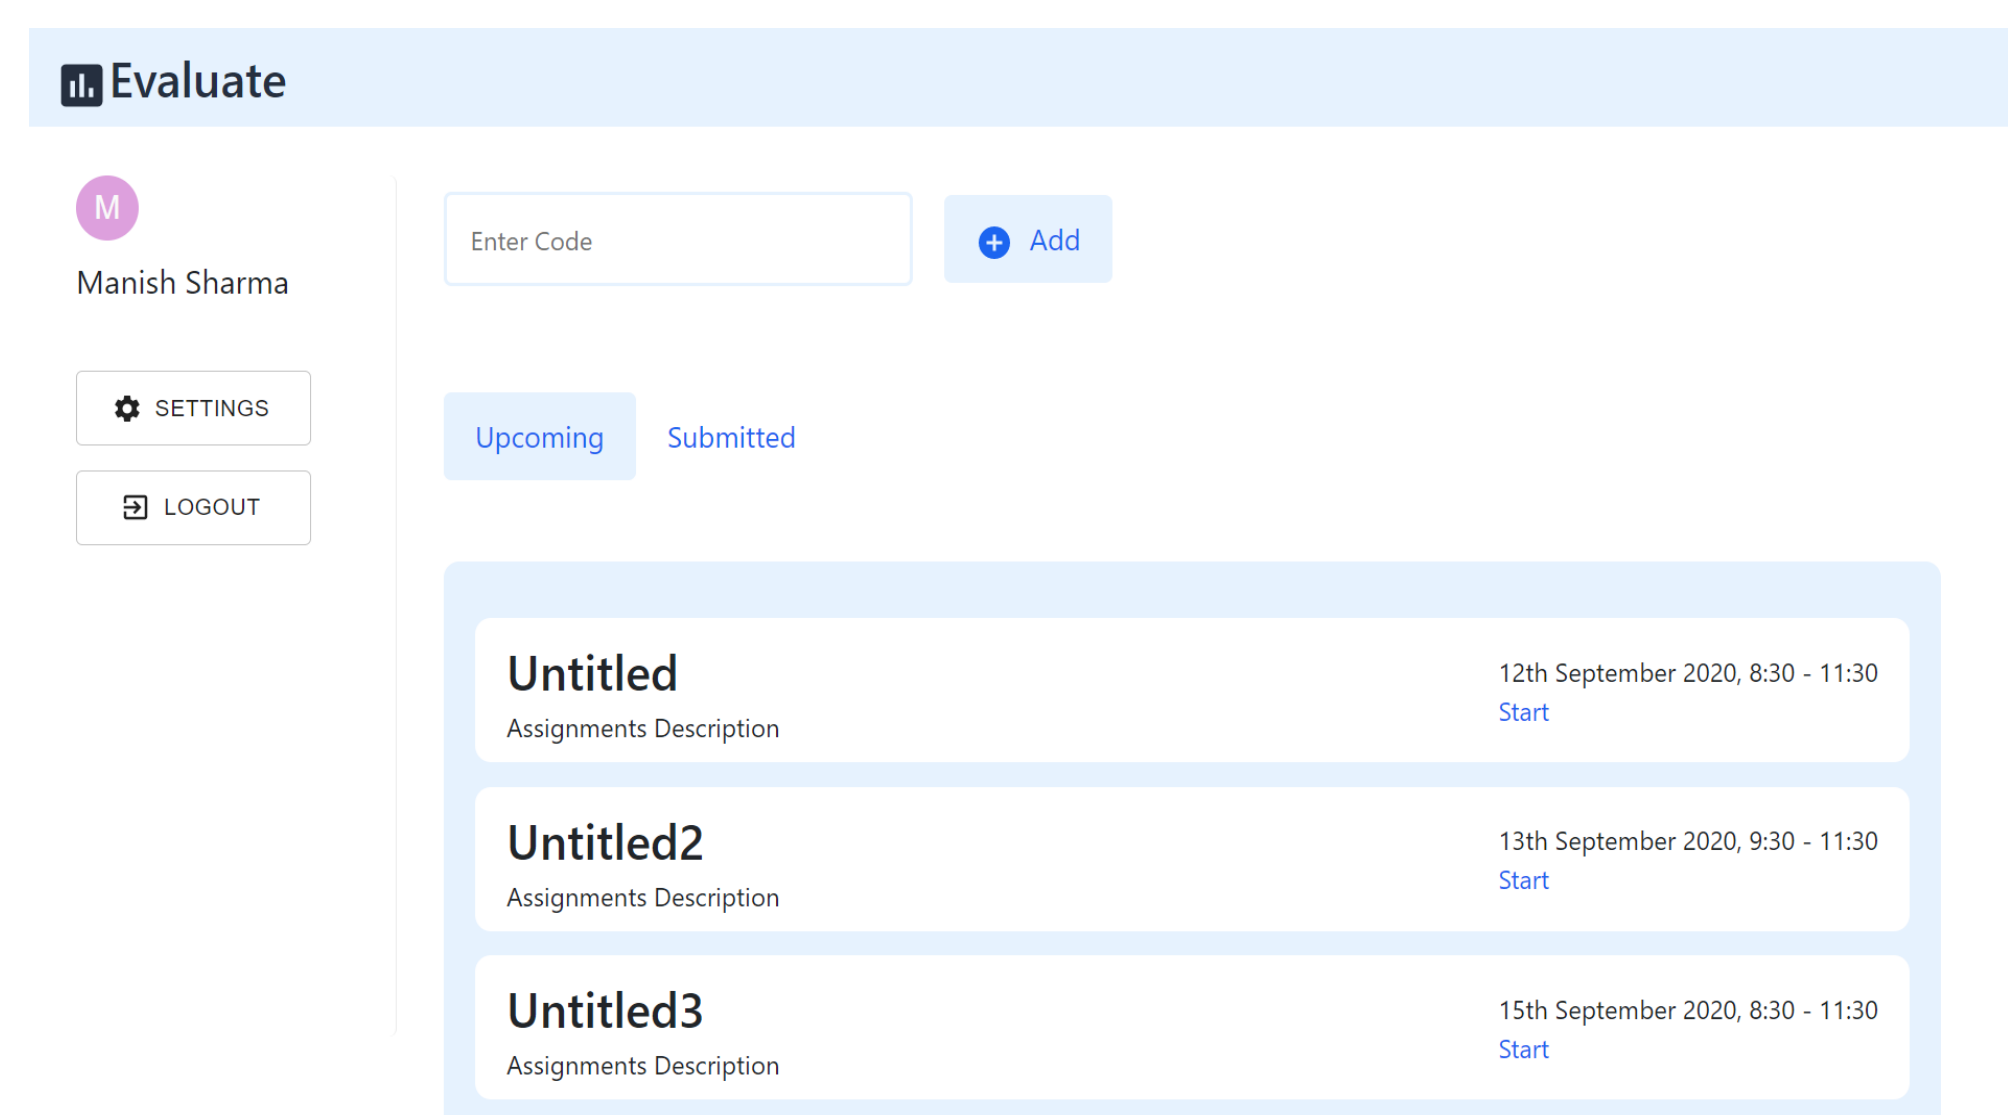 Evaluate
M
Manish Sharma
SETTINGS
LOGOUT
Enter Code
Add
Upcoming
Submitted
Untitled
Assignments Description
12th September 2020, 8:30 - 11:30
Start
Untitled2
Assignments Description
13th September 2020, 9:30 - 11:30
Start
Untitled3
Assignments Description
15th September 2020, 8:30 - 11:30
Start